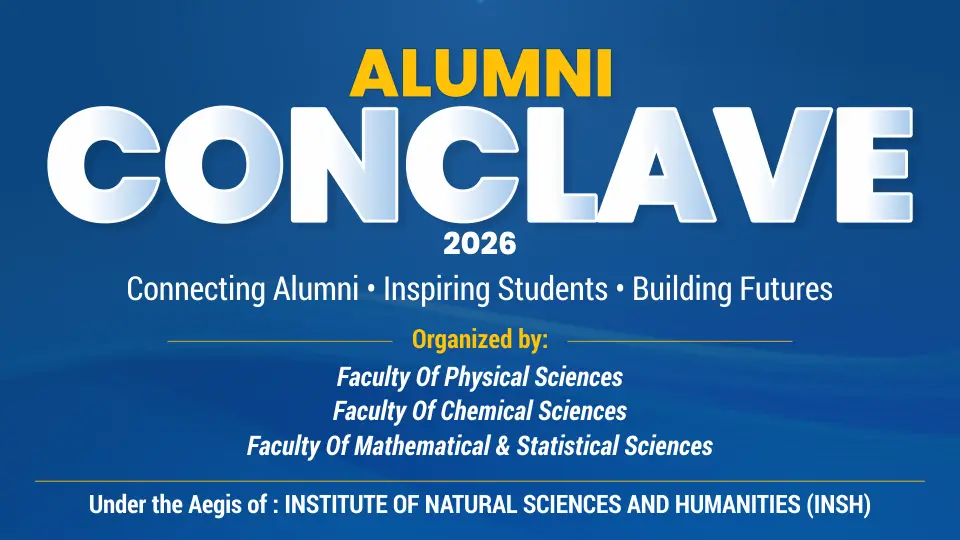 ALUMNI
CONCLAVE
2026
Connecting Alumni • Inspiring Students • Building Futures
Organized by:
Faculty Of Physical Sciences
Faculty Of Chemical Sciences
Faculty Of Mathematical & Statistical Sciences
Under the Aegis of : INSTITUTE OF NATURAL SCIENCES AND HUMANITIES (INSH)